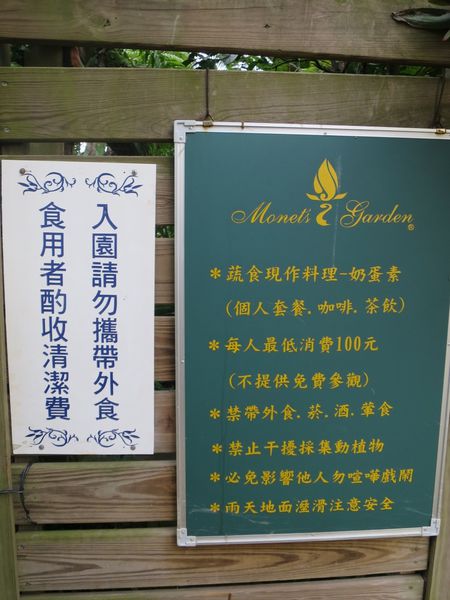 入園請勿攜帶外食
食用者酌收清潔費
Monet's Garden®
*蔬食現作料理-奶蛋素
(個人套餐.咖啡.茶飲)
*每人最低消費100元
(不提供免費參觀)
*禁帶外食.菸.酒.葷食
*禁止干擾採集動植物
*必免影響他人勿喧嘩戲鬧
*雨天地面溼滑注意安全